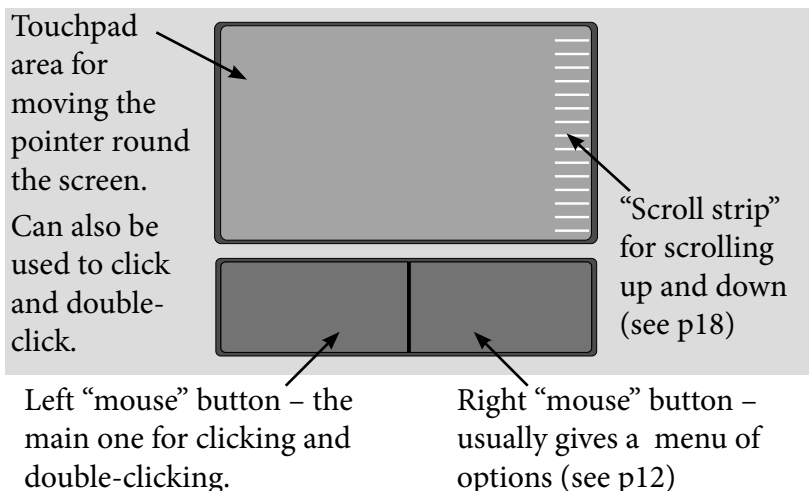 Touchpad
area for
moving the
pointer round
the screen.
Can also be
used to click
and double-
click.
“Scroll strip”
for scrolling
up and down
(see p18)
Left “mouse” button – the
main one for clicking and
double-clicking.
Right “mouse” button –
usually gives a  menu of
options (see p12)